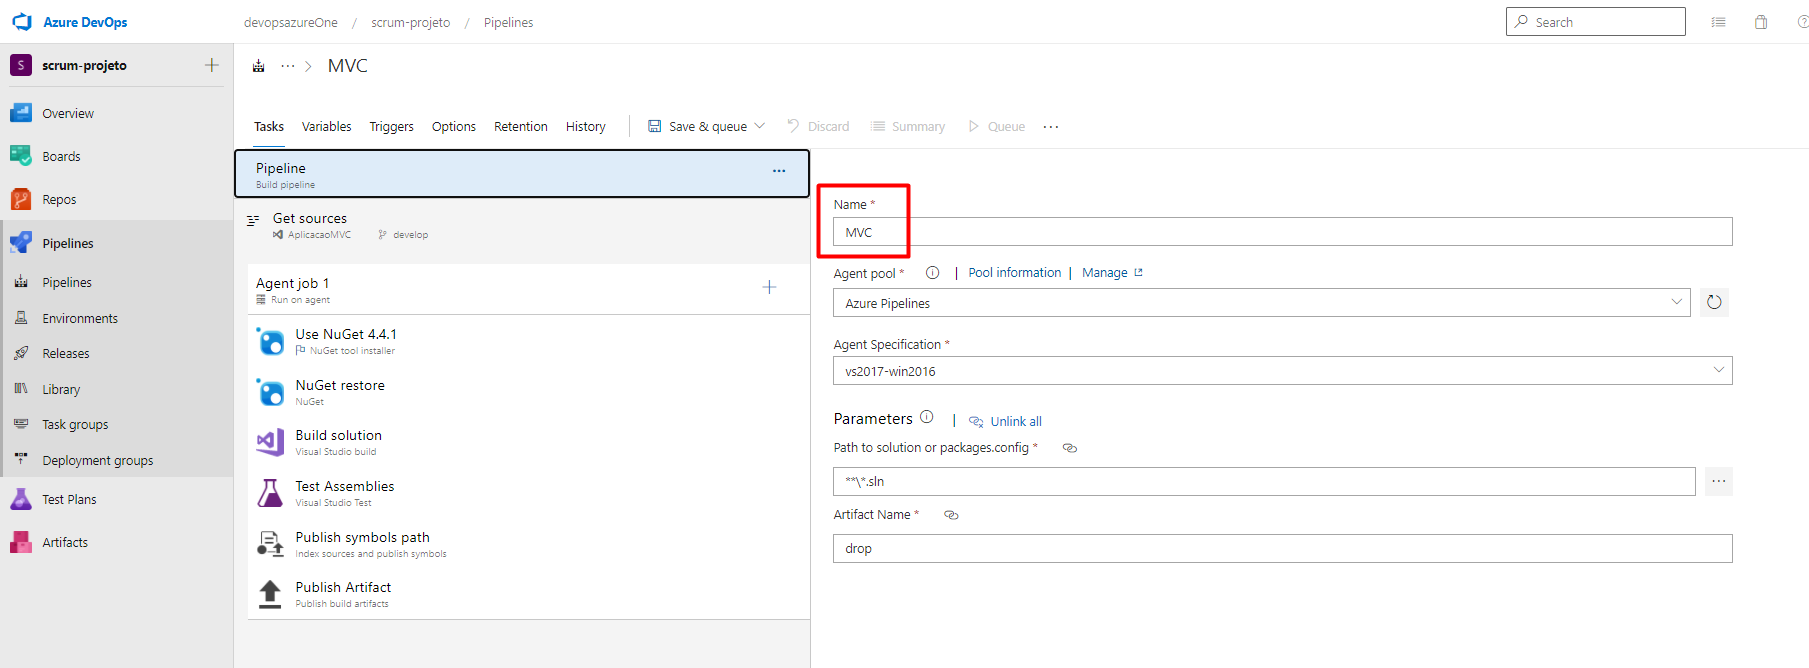 Azure DevOps
devopsazureOne / scrum-projeto / Pipelines
Search
S scrum-projeto
Overview
Boards
Repos
Pipelines
Pipelines
Environments
Releases
Library
Task groups
Deployment groups
Test Plans
Artifacts
··· > MVC
Tasks Variables Triggers Options Retention History Save & queue Discard Summary Queue ···
Pipeline ···
Build pipeline
Get sources
AplicacaoMVC develop
Agent job 1
Run on agent
Use NuGet 4.4.1
NuGet tool installer
NuGet restore
NuGet
Build solution
Visual Studio build
Test Assemblies
Visual Studio Test
Publish symbols path
Index sources and publish symbols
Publish Artifact
Publish build artifacts
Name *
MVC
Agent pool * | Pool information | Manage
Azure Pipelines
Agent Specification *
vs2017-win2016
Parameters | Unlink all
Path to solution or packages.config *
**\*.sln ···
Artifact Name *
drop